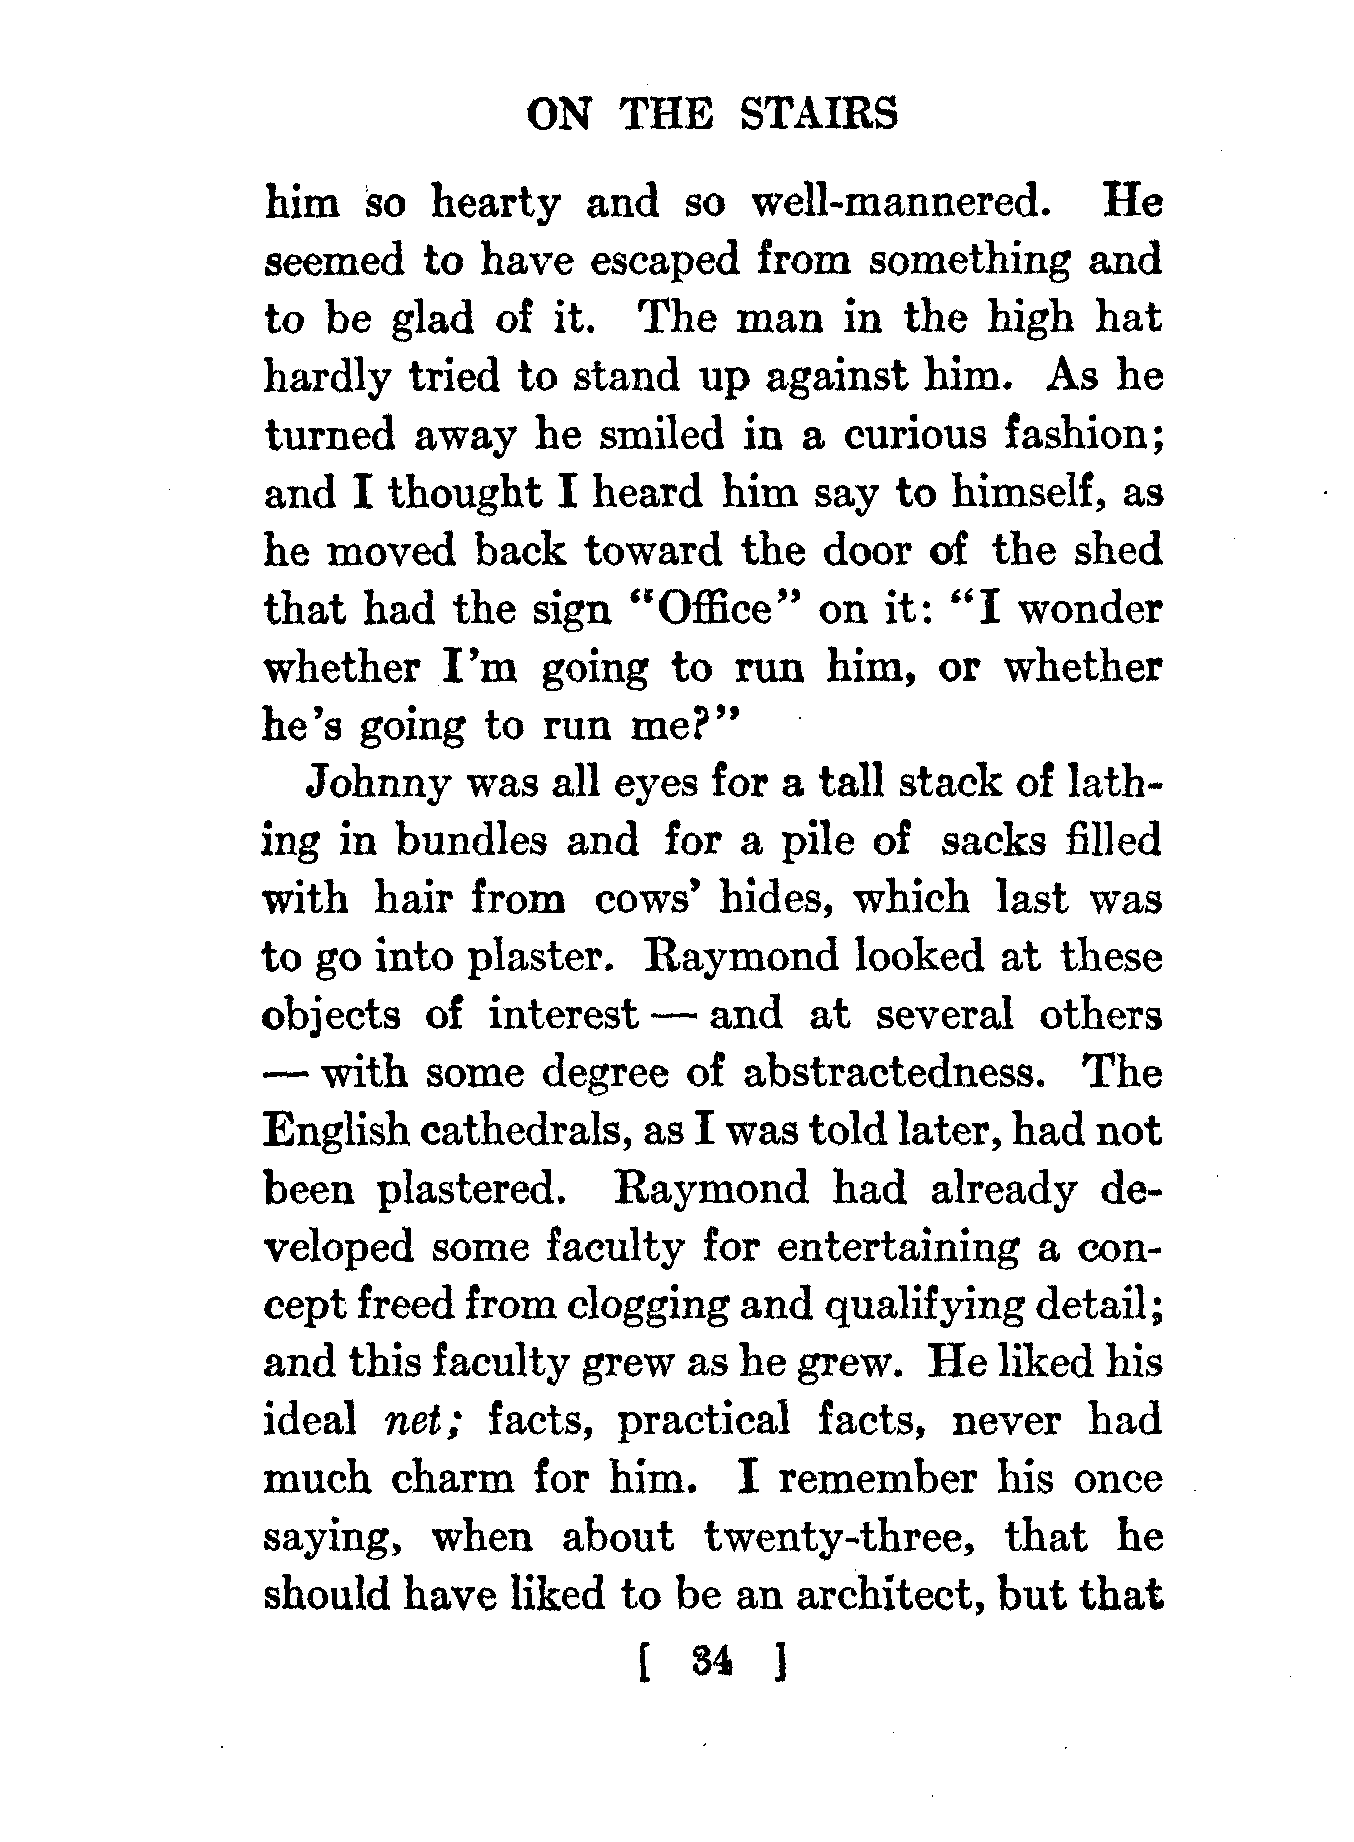 ON THE STAIRS
him so hearty and so well-mannered. He
seemed to have escaped from something and
to be glad of it. The man in the high hat
hardly tried to stand up against him. As he
turned away he smiled in a curious fashion;
and I thought I heard him say to himself, as
he moved back toward the door of the shed
that had the sign “Office” on it: “I wonder
whether I’m going to run him, or whether
he’s going to run me?”
Johnny was all eyes for a tall stack of lath-
ing in bundles and for a pile of sacks filled
with hair from cows’ hides, which last was
to go into plaster. Raymond looked at these
objects of interest — and at several others
— with some degree of abstractedness. The
English cathedrals, as I was told later, had not
been plastered. Raymond had already de-
veloped some faculty for entertaining a con-
cept freed from clogging and qualifying detail;
and this faculty grew as he grew. He liked his
ideal net; facts, practical facts, never had
much charm for him. I remember his once
saying, when about twenty-three, that he
should have liked to be an architect, but that
[ 34 ]